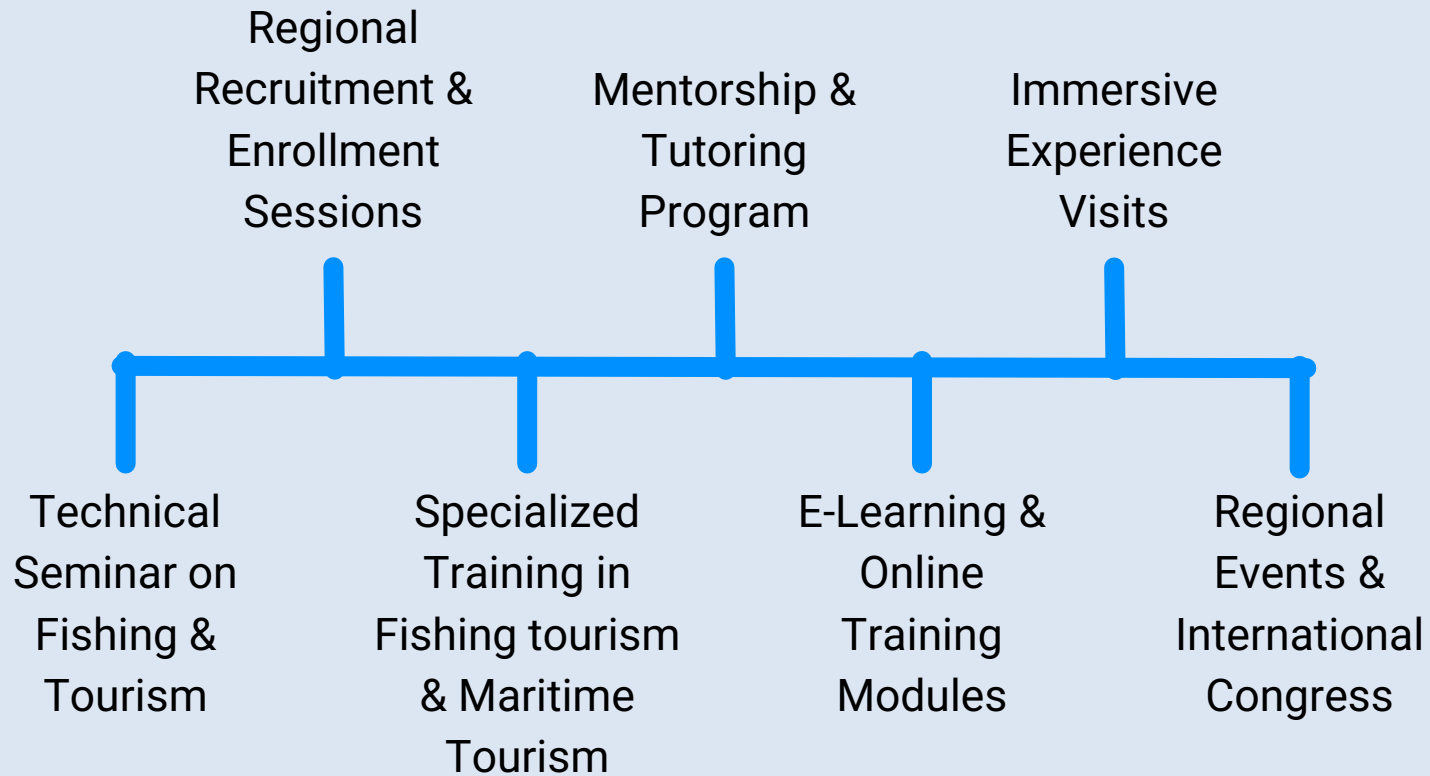 Regional
Recruitment &
Enrollment
Sessions
Mentorship &
Tutoring
Program
Immersive
Experience
Visits
Technical
Seminar on
Fishing &
Tourism
Specialized
Training in
Fishing tourism
& Maritime
Tourism
E-Learning &
Online
Training
Modules
Regional
Events &
International
Congress